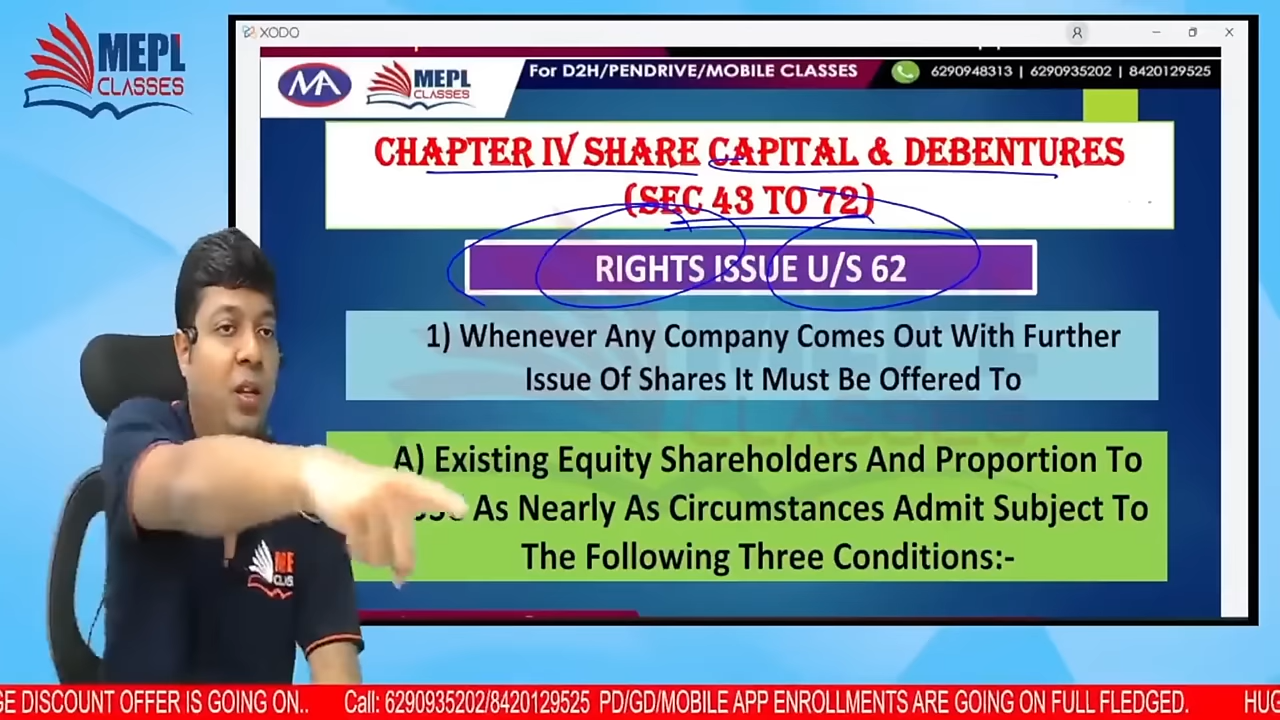 MEPL
CLASSES
XODO
MA
MEPL
CLASSES
For D2H/PENDRIVE/MOBILE CLASSES
6290948313 | 6290935202 | 8420129525
CHAPTER IV SHARE CAPITAL & DEBENTURES
(SEC 43 TO 72)
RIGHTS ISSUE U/S 62
1) Whenever Any Company Comes Out With Further
Issue Of Shares It Must Be Offered To
A) Existing Equity Shareholders And Proportion To
As Nearly As Circumstances Admit Subject To
The Following Three Conditions:-
GE DISCOUNT OFFER IS GOING ON.. Call: 6290935202/8420129525 PD/GD/MOBILE APP ENROLLMENTS ARE GOING ON FULL FLEDGED. HUG